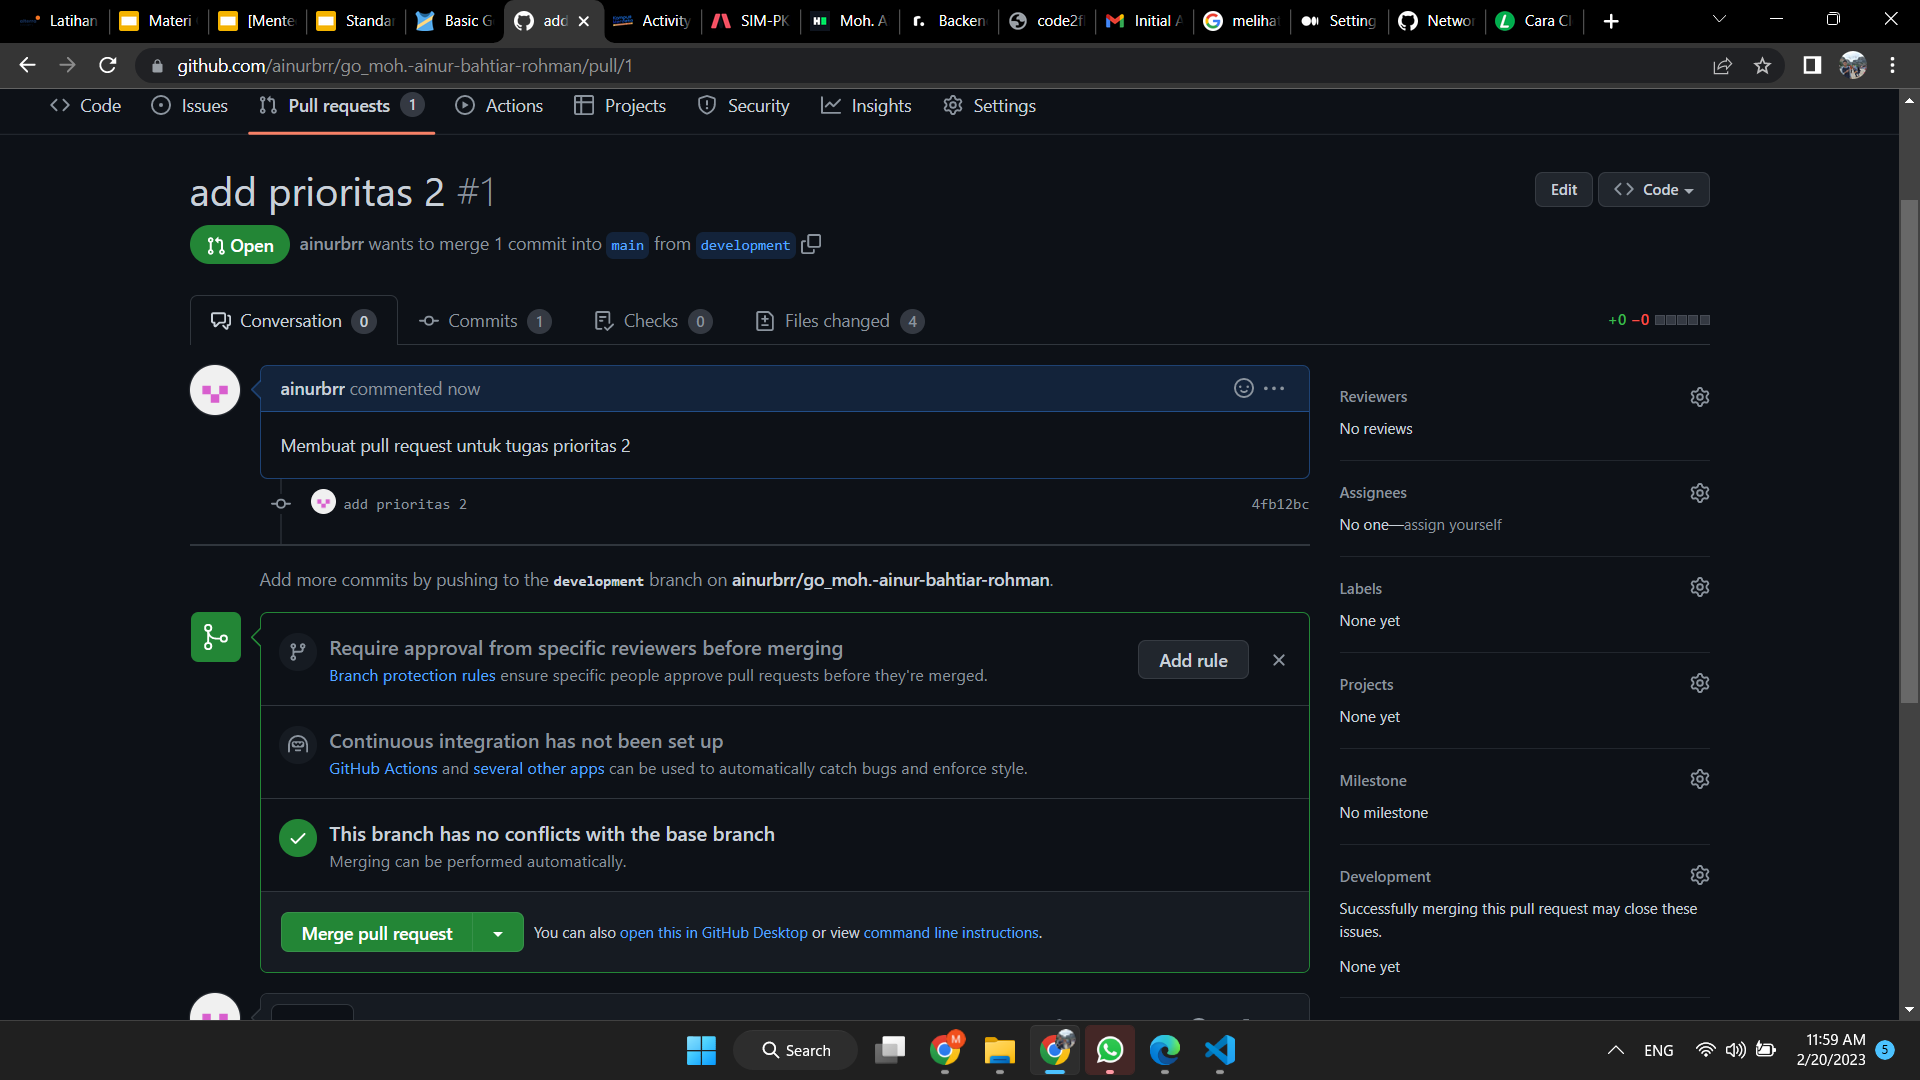 Latihan
Materi
[Mente
Standar
Basic G
add
Activity
SIM-PK
Moh. A
Backen
code2fl
Initial A
meliha
Setting
Networ
Cara Cl
github.com/ainurbrr/go_moh.-ainur-bahtiar-rohman/pull/1
Code
Issues
Pull requests 1
Actions
Projects
Security
Insights
Settings
add prioritas 2 #1
Edit
Code
Open
ainurbrr wants to merge 1 commit into main from development
Conversation 0
Commits 1
Checks 0
Files changed 4
+0 −0
ainurbrr commented now
Membuat pull request untuk tugas prioritas 2
add prioritas 2
4fb12bc
Add more commits by pushing to the development branch on ainurbrr/go_moh.-ainur-bahtiar-rohman.
Require approval from specific reviewers before merging
Branch protection rules ensure specific people approve pull requests before they're merged.
Add rule
Continuous integration has not been set up
GitHub Actions and several other apps can be used to automatically catch bugs and enforce style.
This branch has no conflicts with the base branch
Merging can be performed automatically.
Merge pull request
You can also open this in GitHub Desktop or view command line instructions.
Reviewers
No reviews
Assignees
No one—assign yourself
Labels
None yet
Projects
None yet
Milestone
No milestone
Development
Successfully merging this pull request may close these
issues.
None yet
Search
M
ENG
11:59 AM
2/20/2023
5